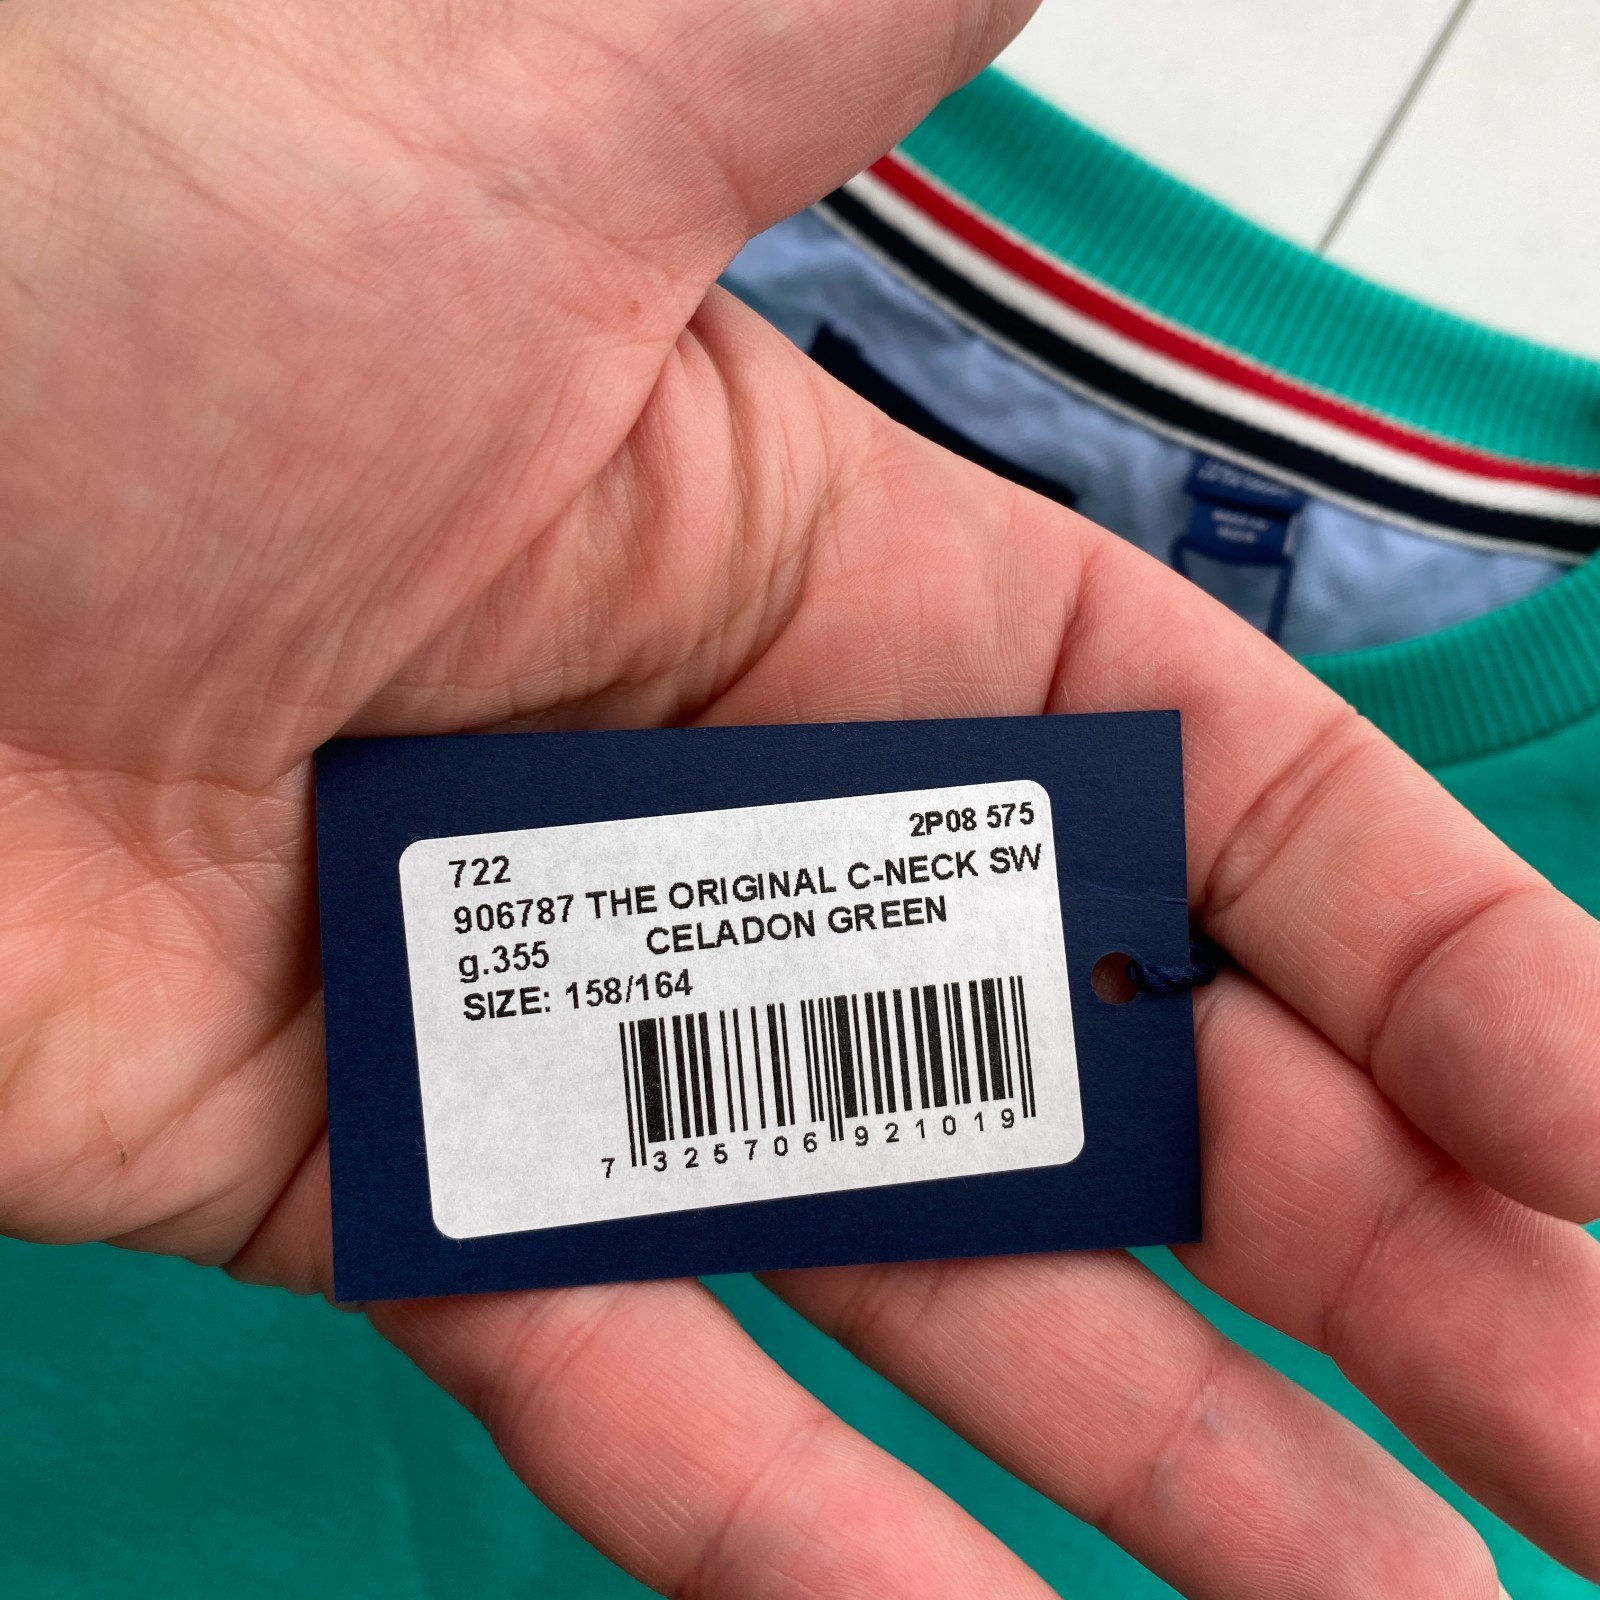 2P08 575
722
906787 THE ORIGINAL C-NECK SW
g.355 CELADON GREEN
SIZE: 158/164
7 325706 921019